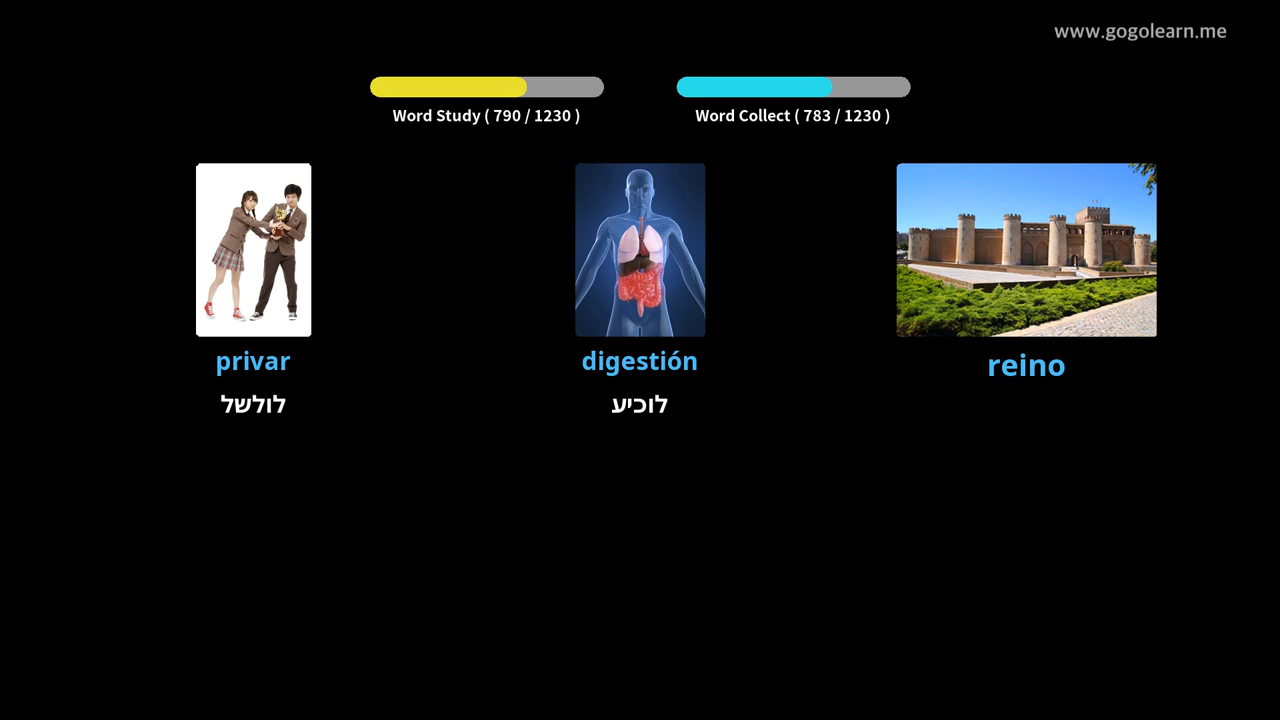 www.gogolearn.me
Word Study ( 790 / 1230 )
Word Collect ( 783 / 1230 )
privar
לולשל
digestión
לוכיע
reino